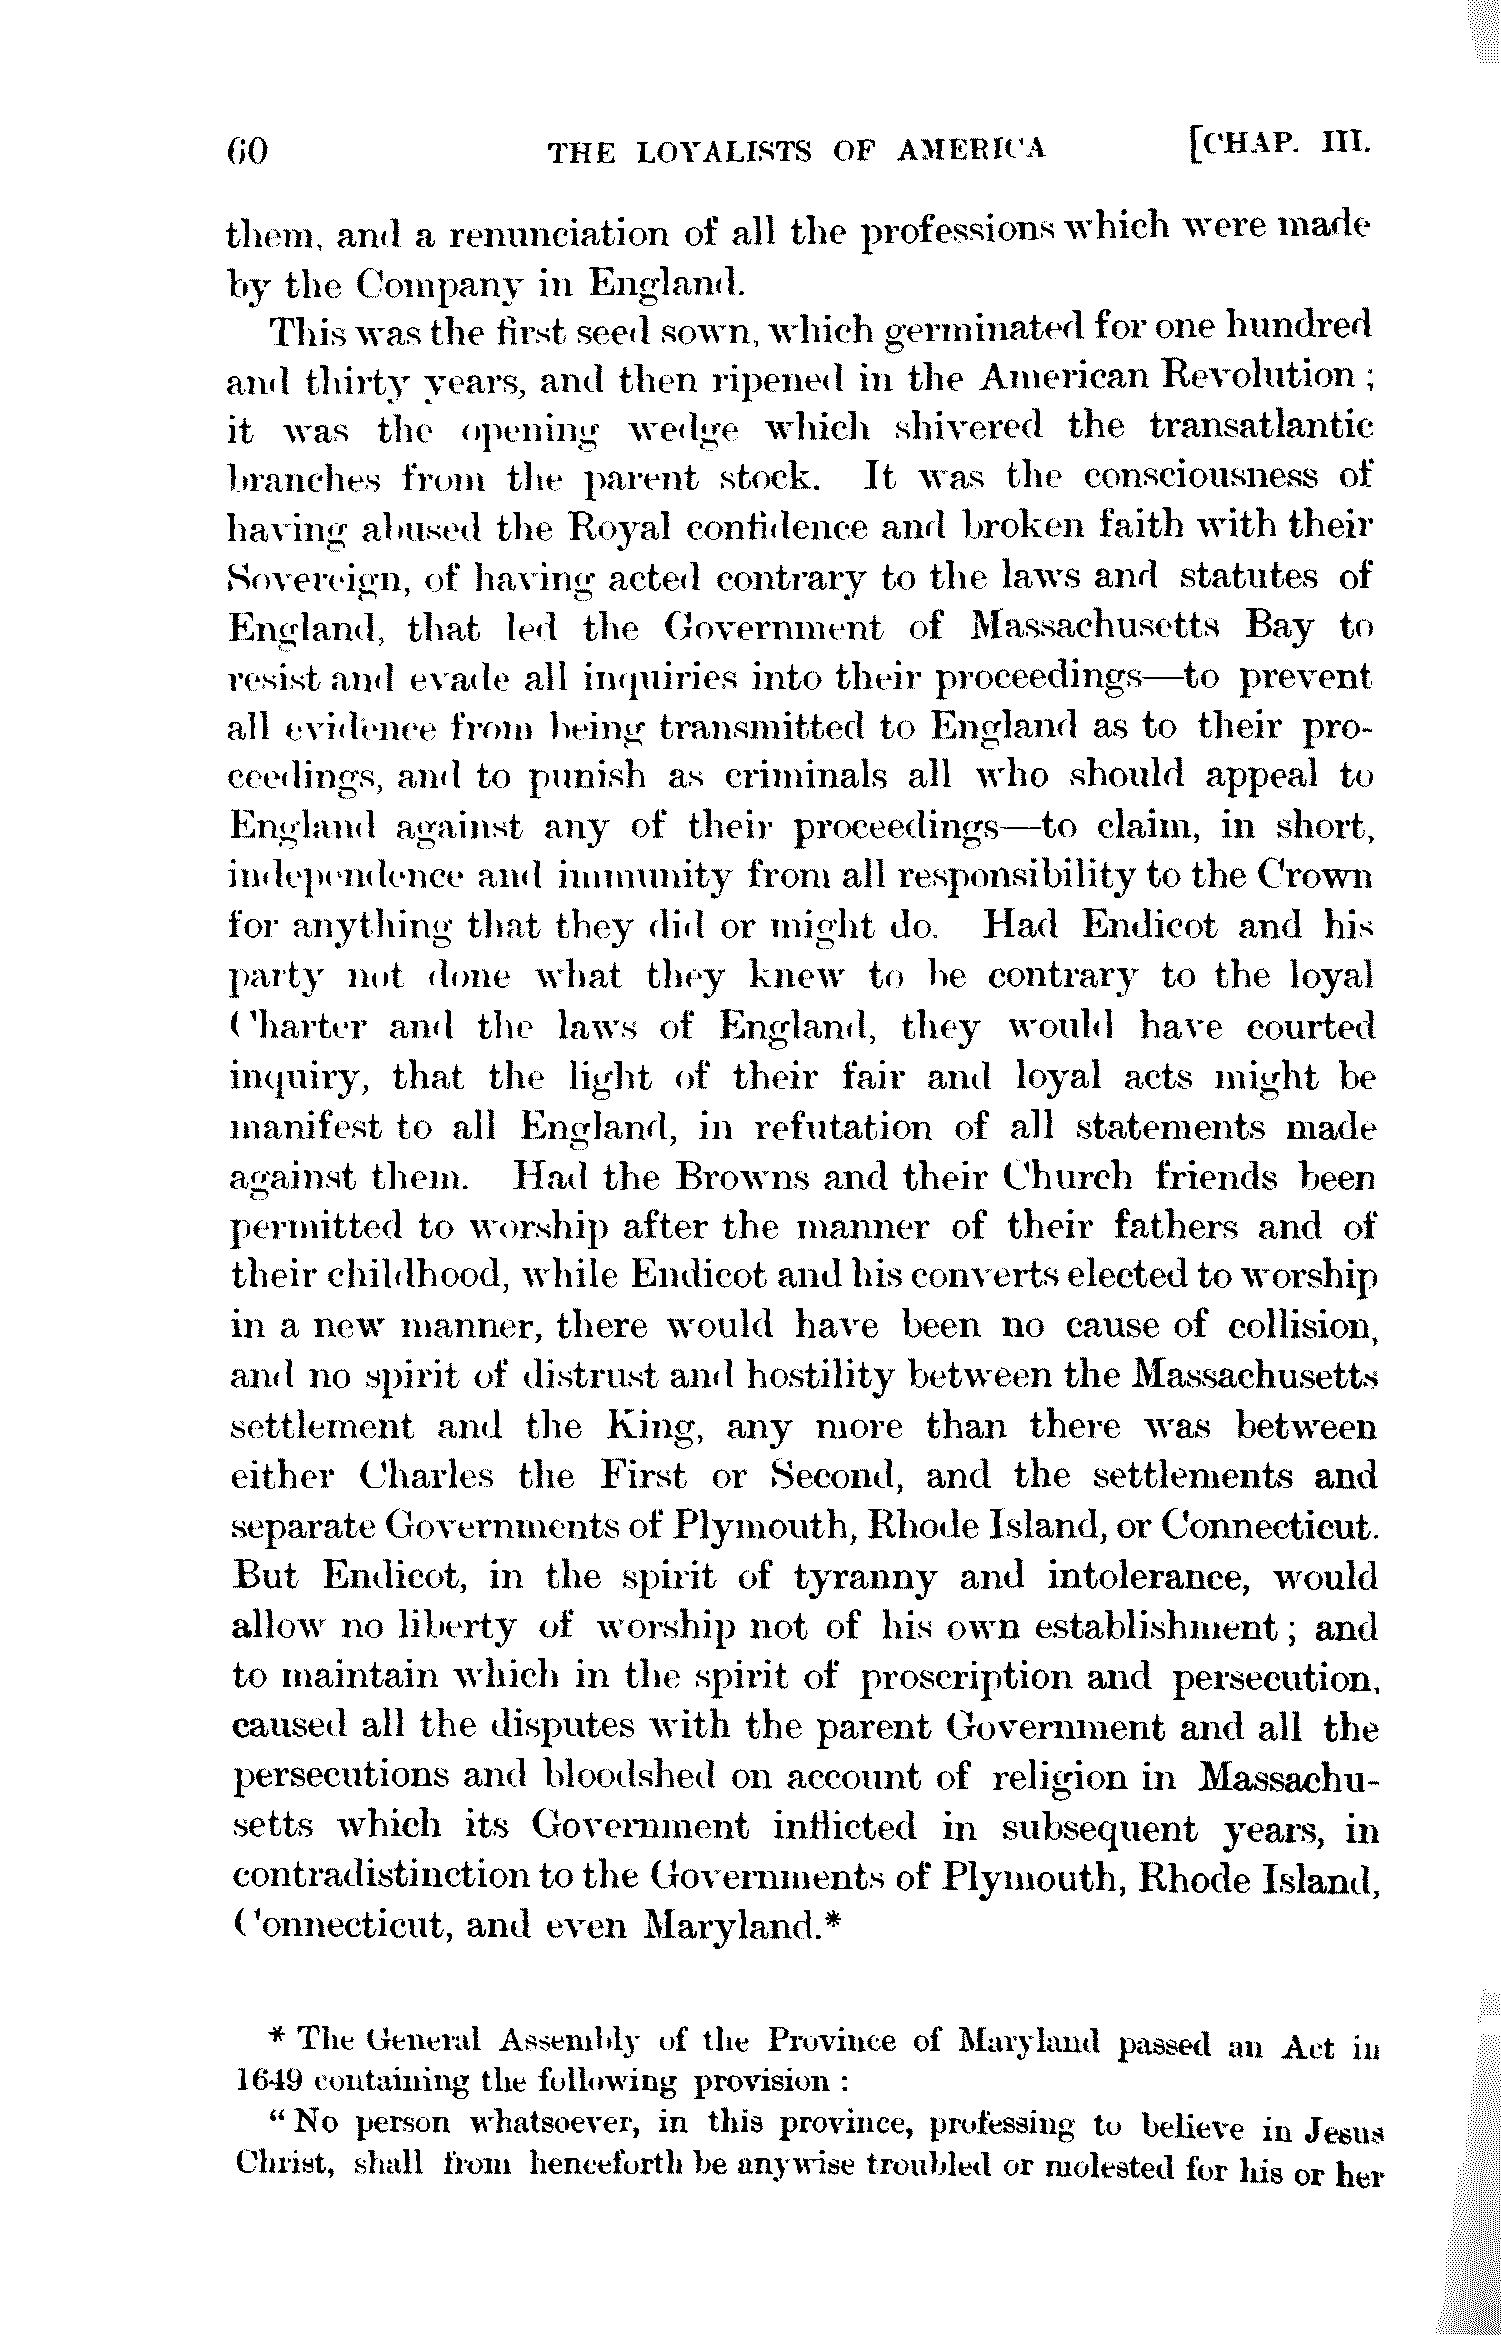 60 THE LOYALISTS OF AMERICA [CHAP. III.
them, and a renunciation of all the professions which were made
by the Company in England.
This was the first seed sown, which germinated for one hundred
and thirty years, and then ripened in the American Revolution ;
it was the opening wedge which shivered the transatlantic
branches from the parent stock. It was the consciousness of
having abused the Royal confidence and broken faith with their
Sovereign, of having acted contrary to the laws and statutes of
England, that led the Government of Massachusetts Bay to
resist and evade all inquiries into their proceedings—to prevent
all evidence from being transmitted to England as to their pro-
ceedings, and to punish as criminals all who should appeal to
England against any of their proceedings—to claim, in short,
independence and immunity from all responsibility to the Crown
for anything that they did or might do. Had Endicot and his
party not done what they knew to be contrary to the loyal
Charter and the laws of England, they would have courted
inquiry, that the light of their fair and loyal acts might be
manifest to all England, in refutation of all statements made
against them. Had the Browns and their Church friends been
permitted to worship after the manner of their fathers and of
their childhood, while Endicot and his converts elected to worship
in a new manner, there would have been no cause of collision,
and no spirit of distrust and hostility between the Massachusetts
settlement and the King, any more than there was between
either Charles the First or Second, and the settlements and
separate Governments of Plymouth, Rhode Island, or Connecticut.
But Endicot, in the spirit of tyranny and intolerance, would
allow no liberty of worship not of his own establishment ; and
to maintain which in the spirit of proscription and persecution,
caused all the disputes with the parent Government and all the
persecutions and bloodshed on account of religion in Massachu-
setts which its Government inflicted in subsequent years, in
contradistinction to the Governments of Plymouth, Rhode Island,
Connecticut, and even Maryland.*
* The General Assembly of the Province of Maryland passed an Act in
1649 containing the following provision :
“ No person whatsoever, in this province, professing to believe in Jesus
Christ, shall from henceforth be anywise troubled or molested for his or her